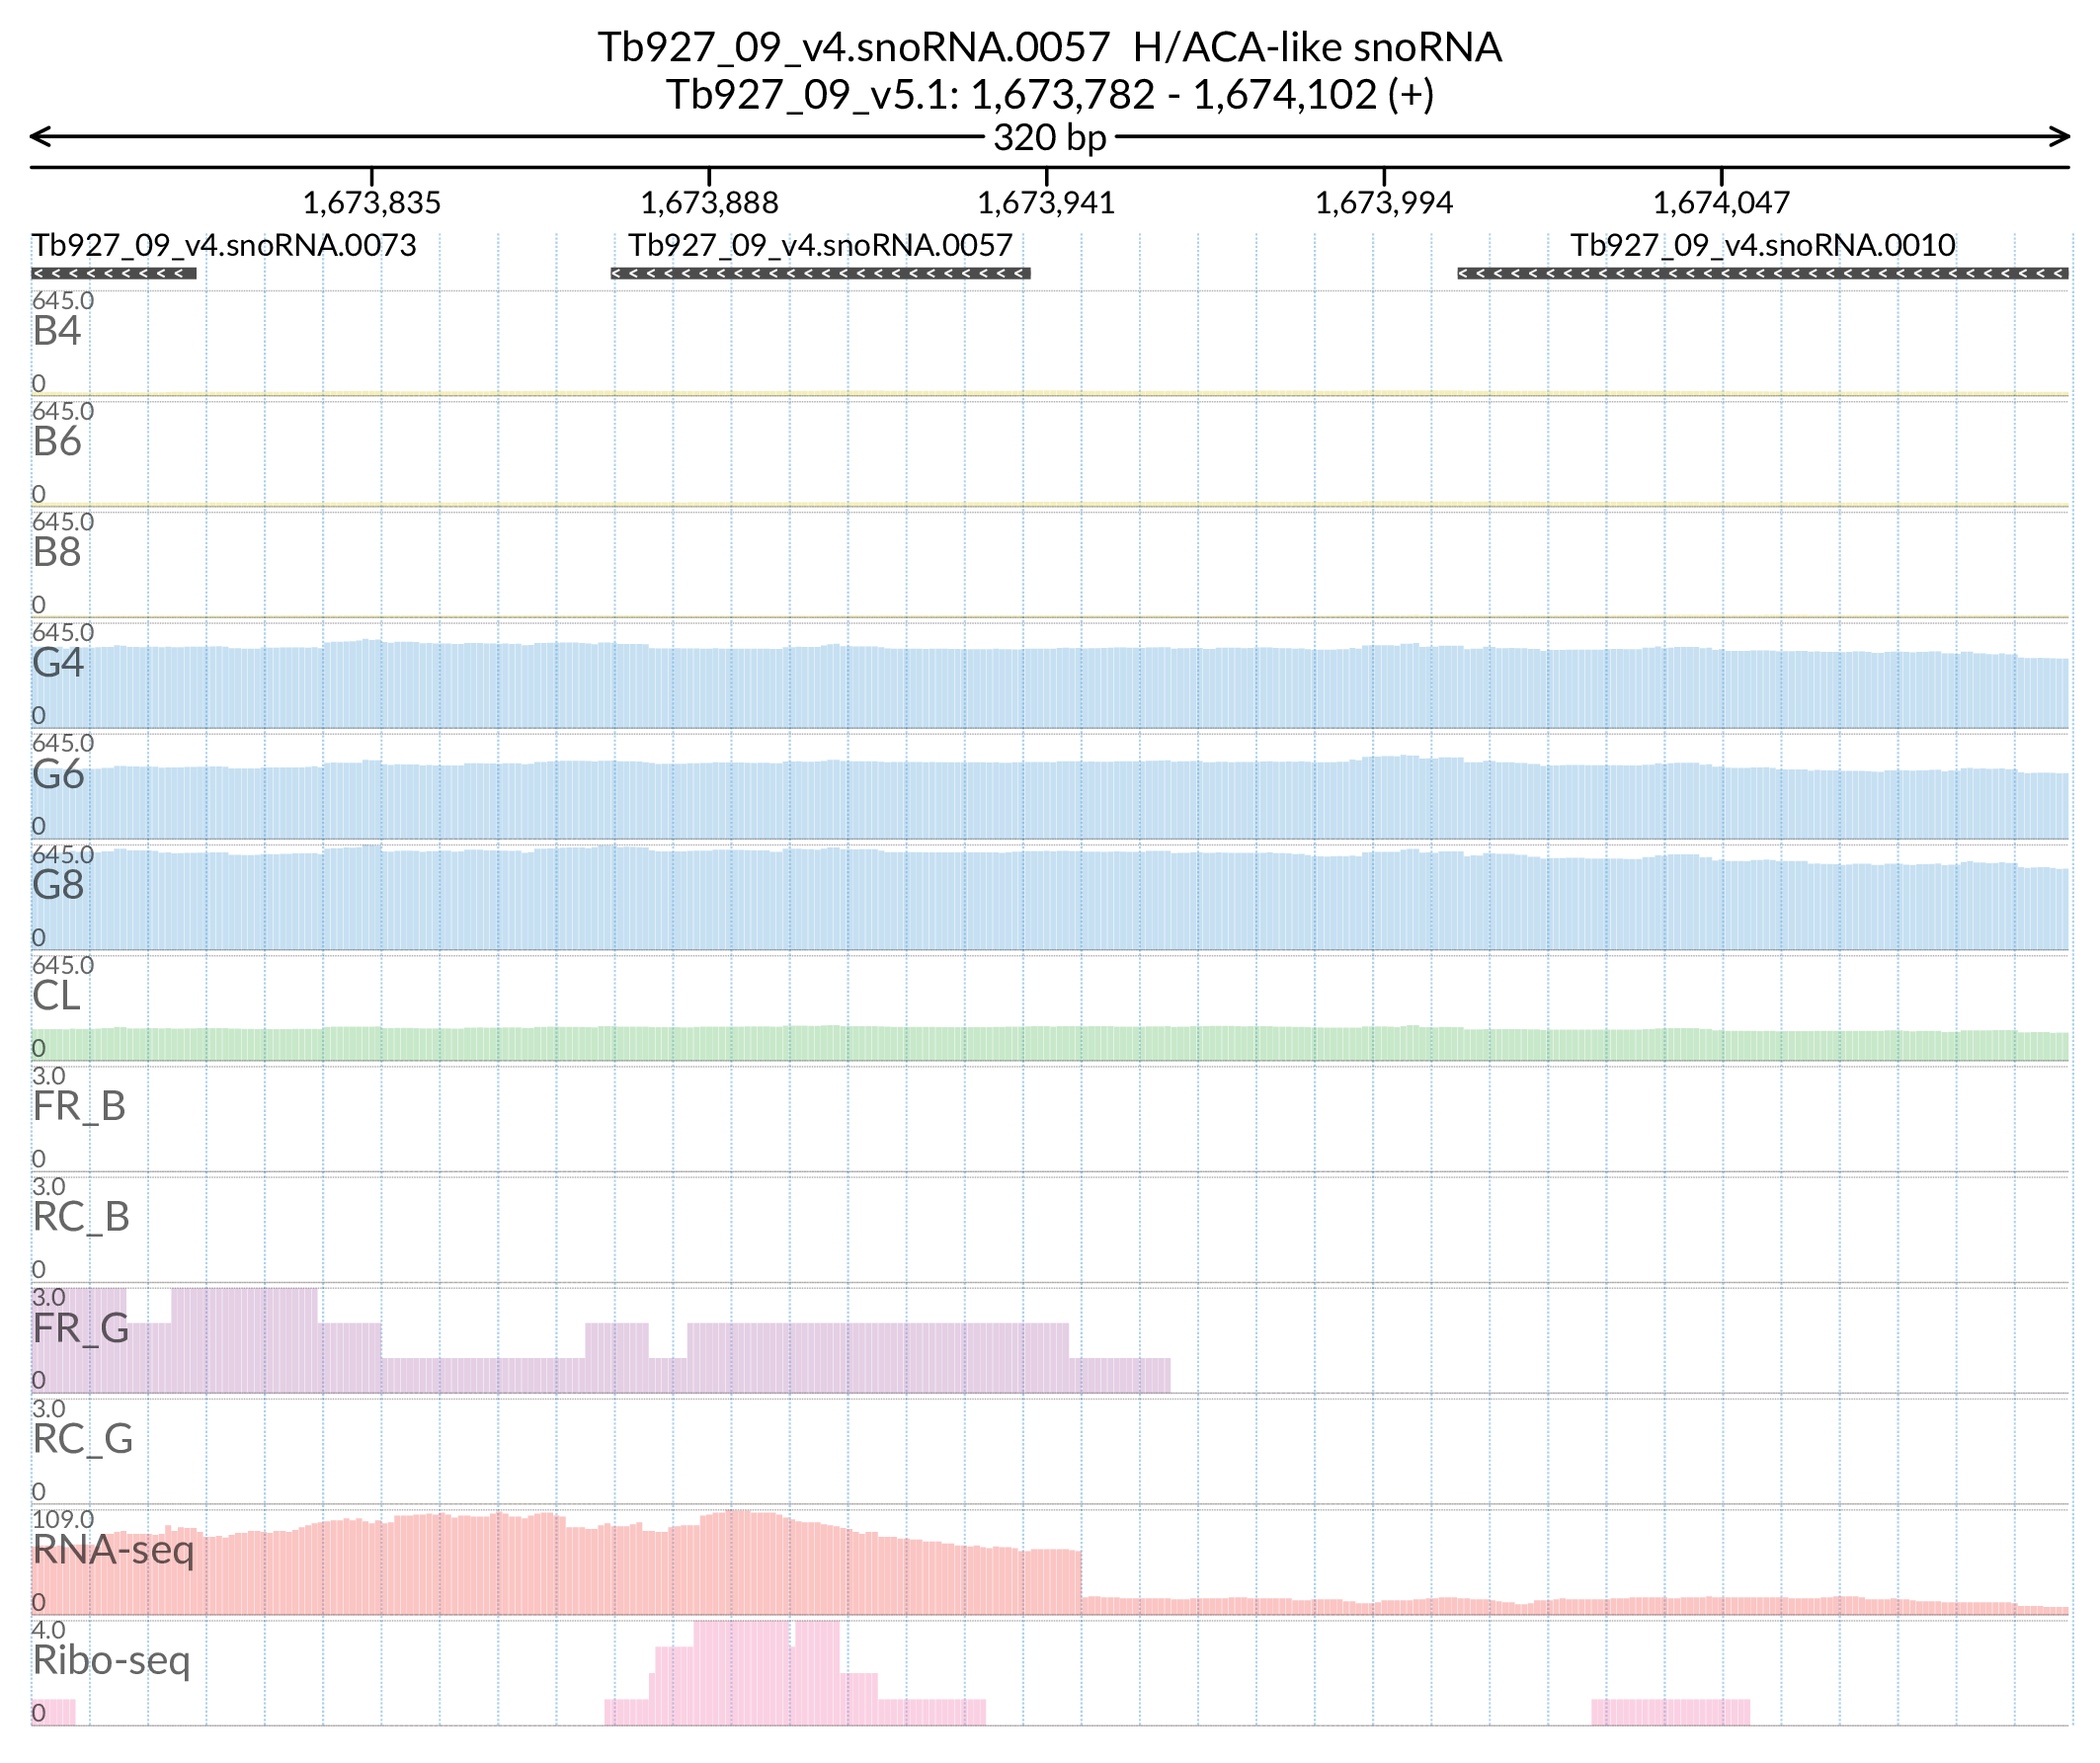 Tb927_09_v4.snoRNA.0057 H/ACA-like snoRNA
Tb927_09_v5.1: 1,673,782 - 1,674,102 (+)
320 bp
1,673,835 1,673,888 1,673,941 1,673,994 1,674,047
Tb927_09_v4.snoRNA.0073 Tb927_09_v4.snoRNA.0057 Tb927_09_v4.snoRNA.0010
645.0
B4
0
645.0
B6
0
645.0
B8
0
645.0
G4
0
645.0
G6
0
645.0
G8
0
645.0
CL
0
3.0
FR_B
0
3.0
RC_B
0
3.0
FR_G
0
3.0
RC_G
0
109.0
RNA-seq
0
4.0
Ribo-seq
0